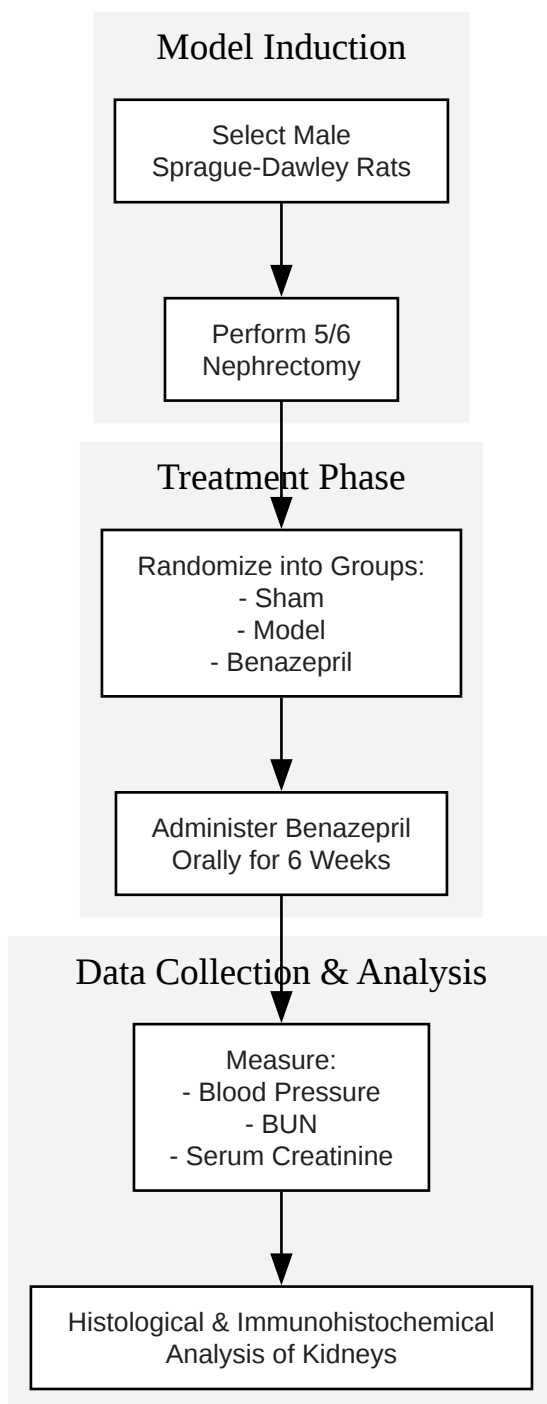 Model Induction
Select Male
Sprague-Dawley Rats
Perform 5/6
Nephrectomy
Treatment Phase
Randomize into Groups:
- Sham
- Model
- Benazepril
Administer Benazepril
Orally for 6 Weeks
Data Collection & Analysis
Measure:
- Blood Pressure
- BUN
- Serum Creatinine
Histological & Immunohistochemical
Analysis of Kidneys